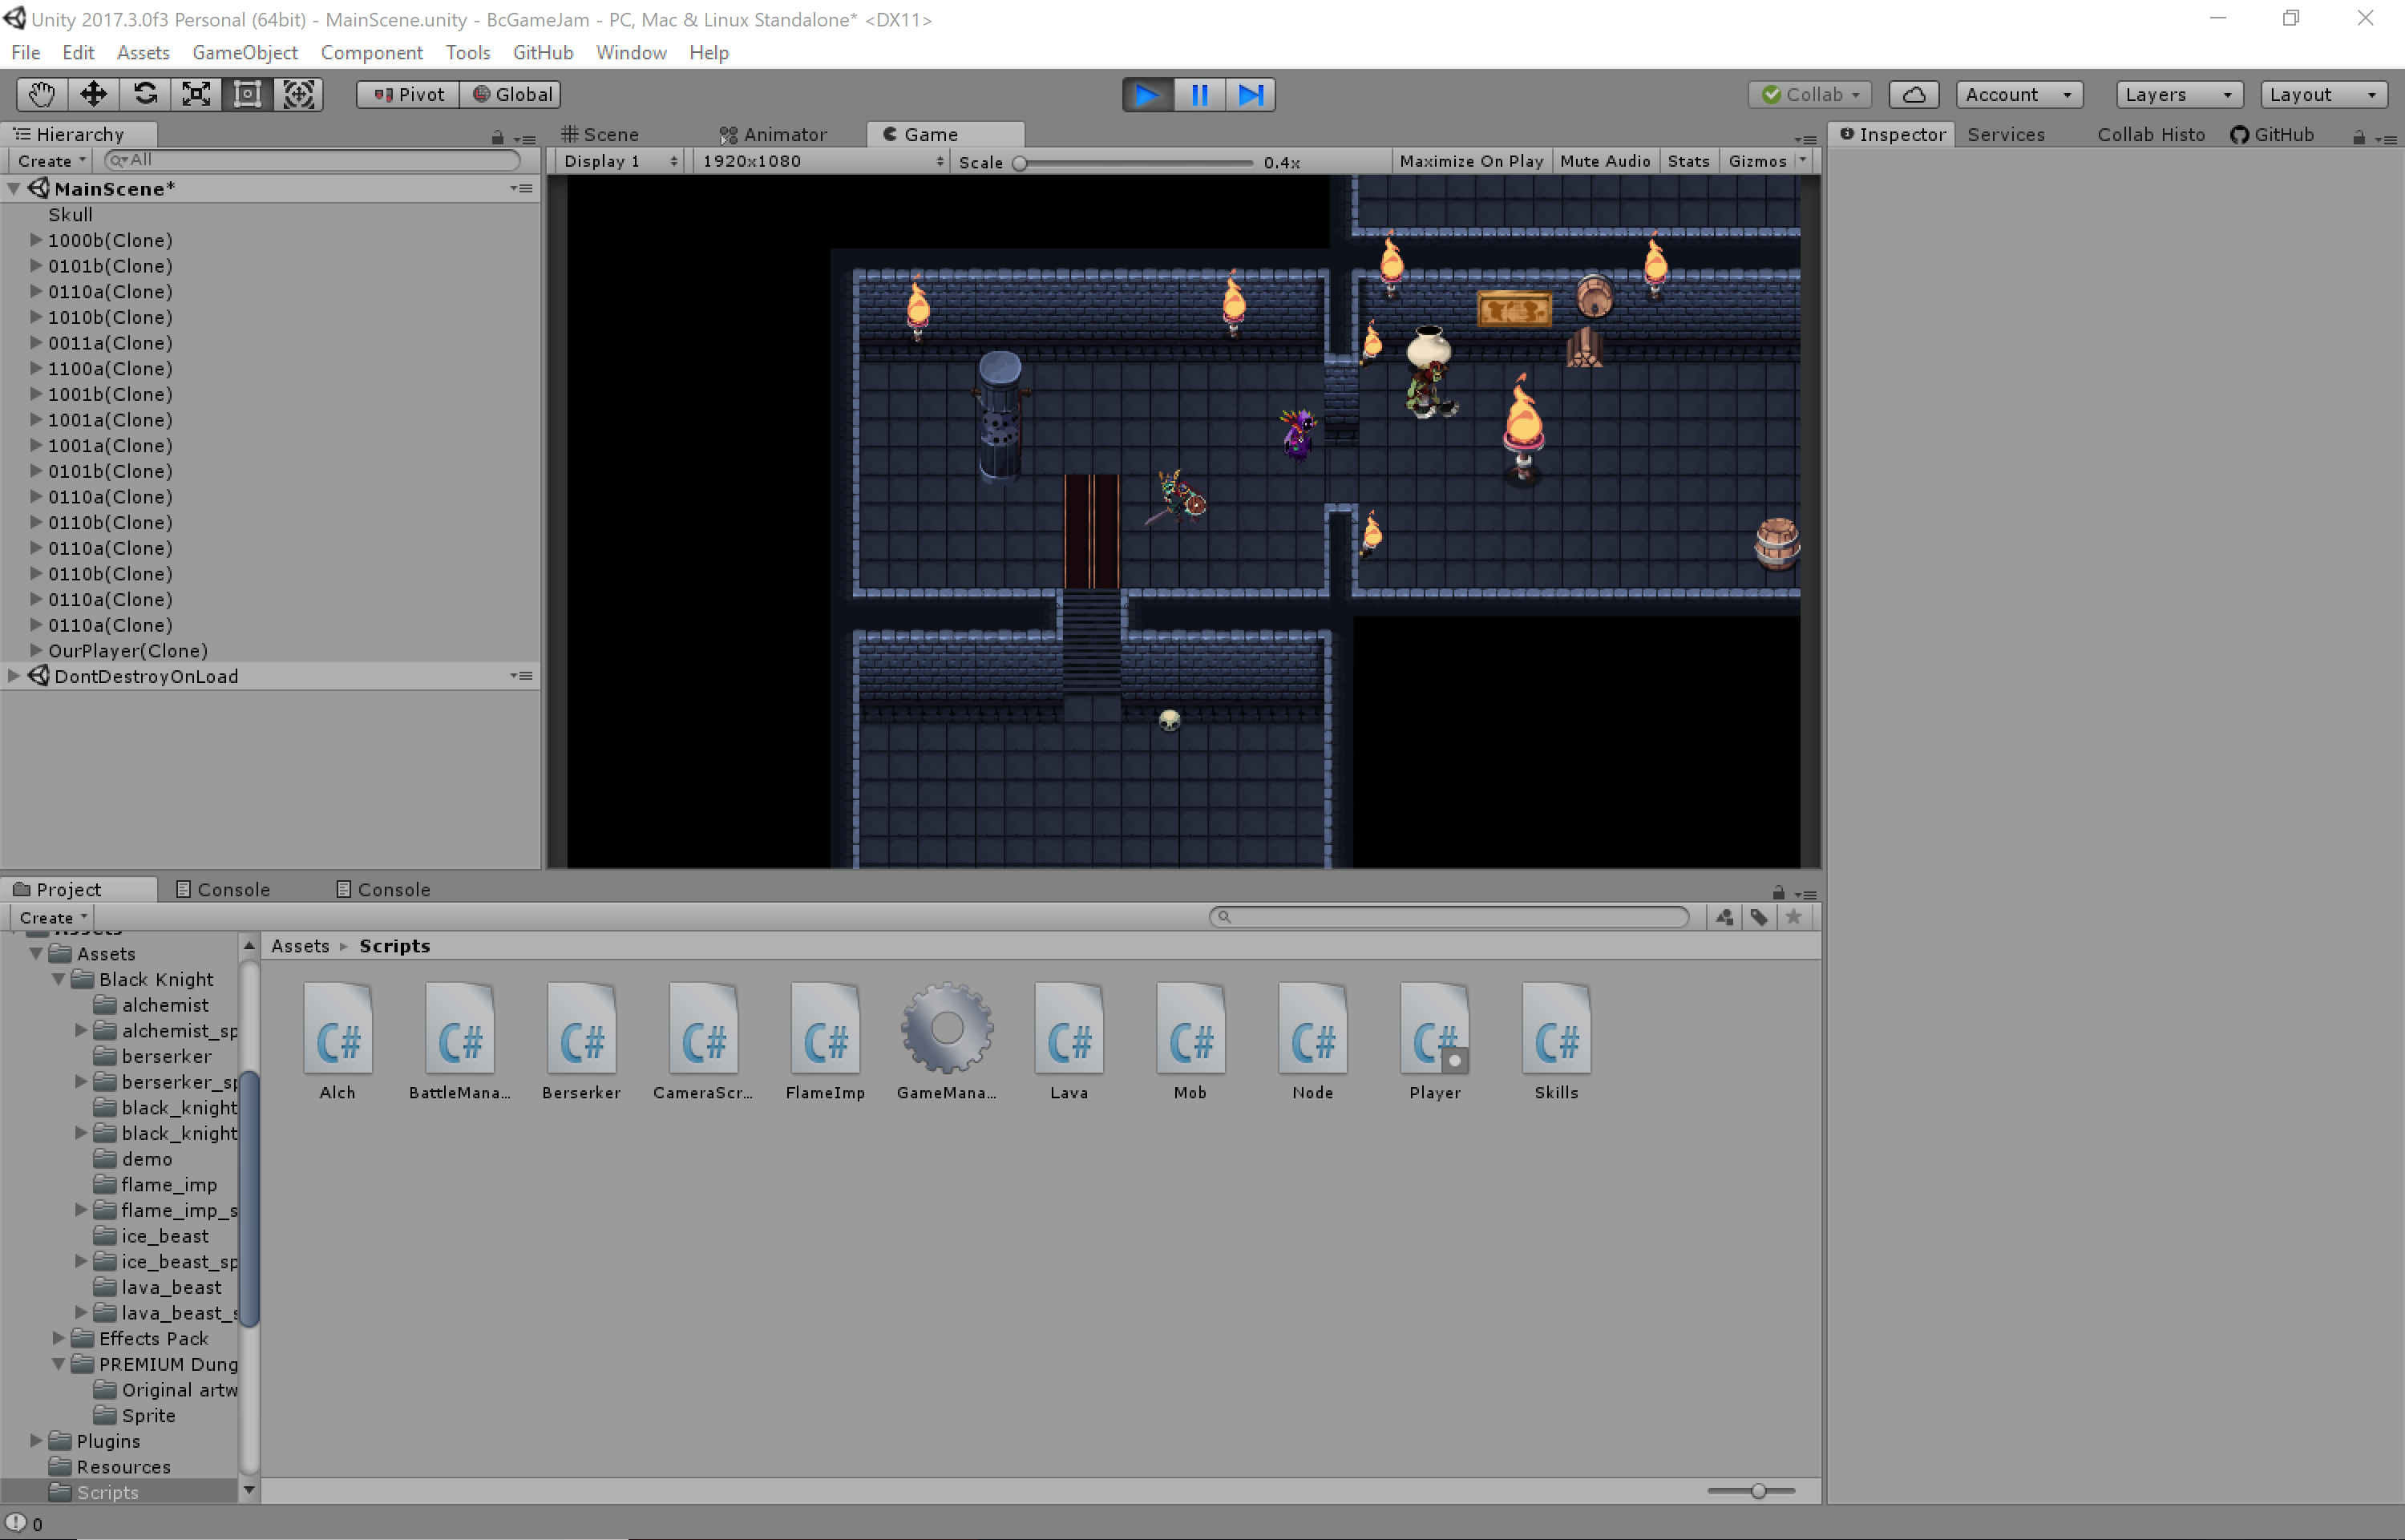 Unity 2017.3.0f3 Personal (64bit) - MainScene.unity - BcGameJam - PC, Mac & Linux Standalone* <DX11>
File Edit Assets GameObject Component Tools GitHub Window Help
Pivot Global Collab Account Layers Layout
Hierarchy
Create All
MainScene*
Skull
1000b(Clone)
0101b(Clone)
0110a(Clone)
1010b(Clone)
0011a(Clone)
1100a(Clone)
1001b(Clone)
1001a(Clone)
1001a(Clone)
0101b(Clone)
0110a(Clone)
0110b(Clone)
0110a(Clone)
0110b(Clone)
0110a(Clone)
0110a(Clone)
OurPlayer(Clone)
DontDestroyOnLoad
Scene Animator Game
Display 1 1920x1080 Scale 0.4x Maximize On Play Mute Audio Stats Gizmos
Inspector Services Collab Histo GitHub
Project Console Console
Create
Assets
Assets
Black Knight
alchemist
alchemist_sp
berserker
berserker_sp
black_knight
black_knight
demo
flame_imp
flame_imp_s
ice_beast
ice_beast_sp
lava_beast
lava_beast_s
Effects Pack
PREMIUM Dung
Original artw
Sprite
Plugins
Resources
Scripts
Assets Scripts
C# C# C# C# C# C# C# C# C# C#
Alch BattleMana... Berserker CameraScr... FlameImp GameMana... Lava Mob Node Player Skills
0